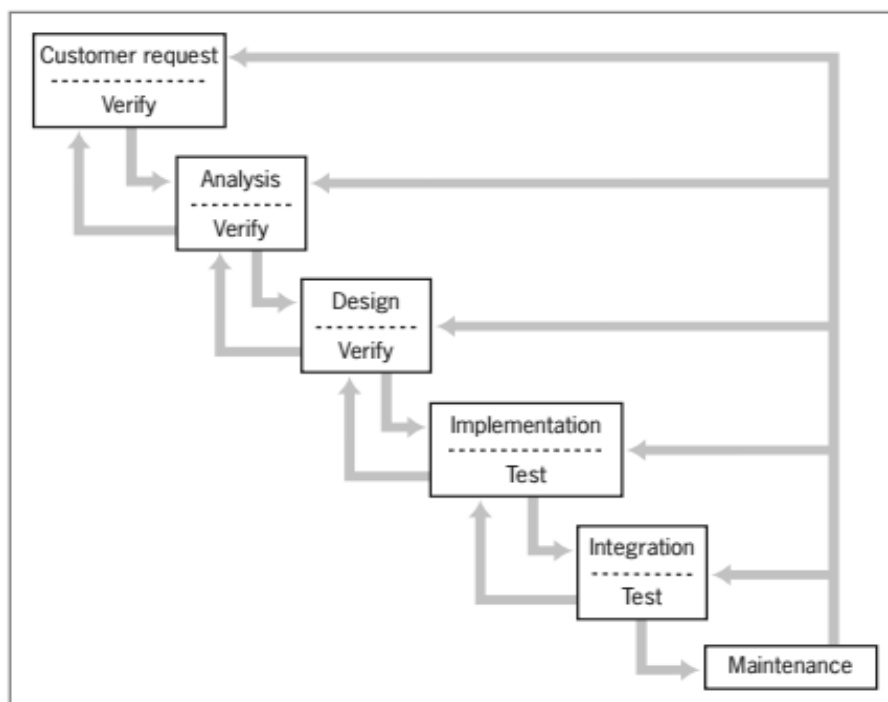 Customer request
Verify
Analysis
Verify
Design
Verify
Implementation
Test
Integration
Test
Maintenance